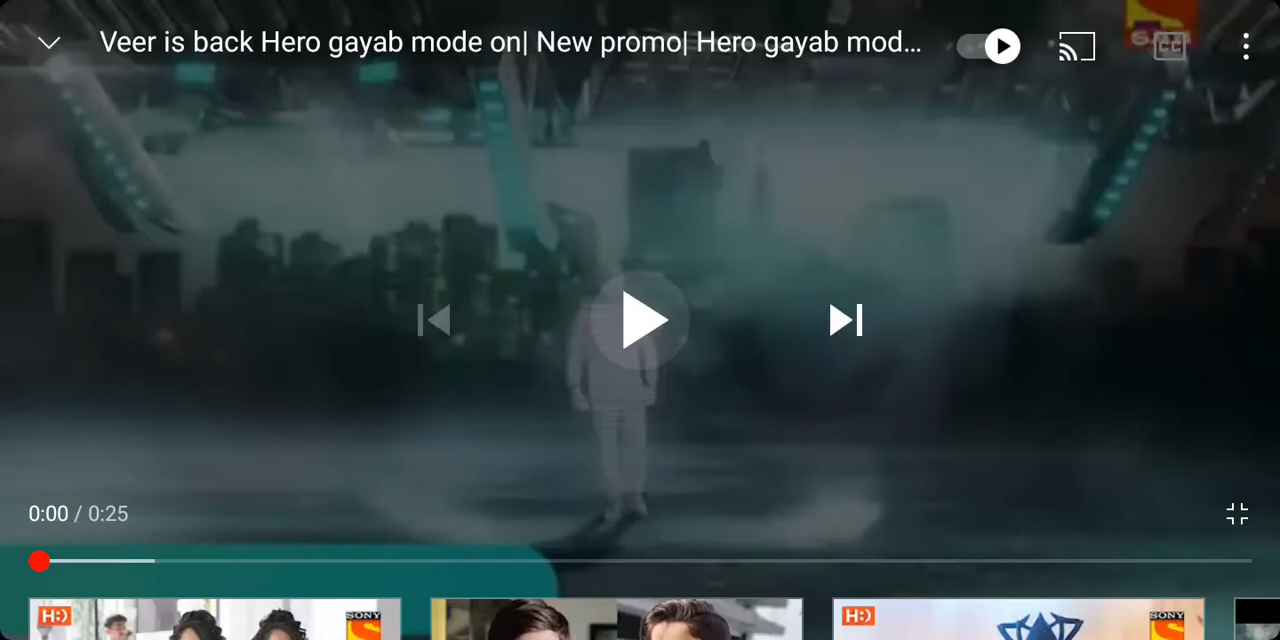 Veer is back Hero gayab mode on| New promo| Hero gayab mod...
CC
0:00 / 0:25
HD
SONY
HD
SONY